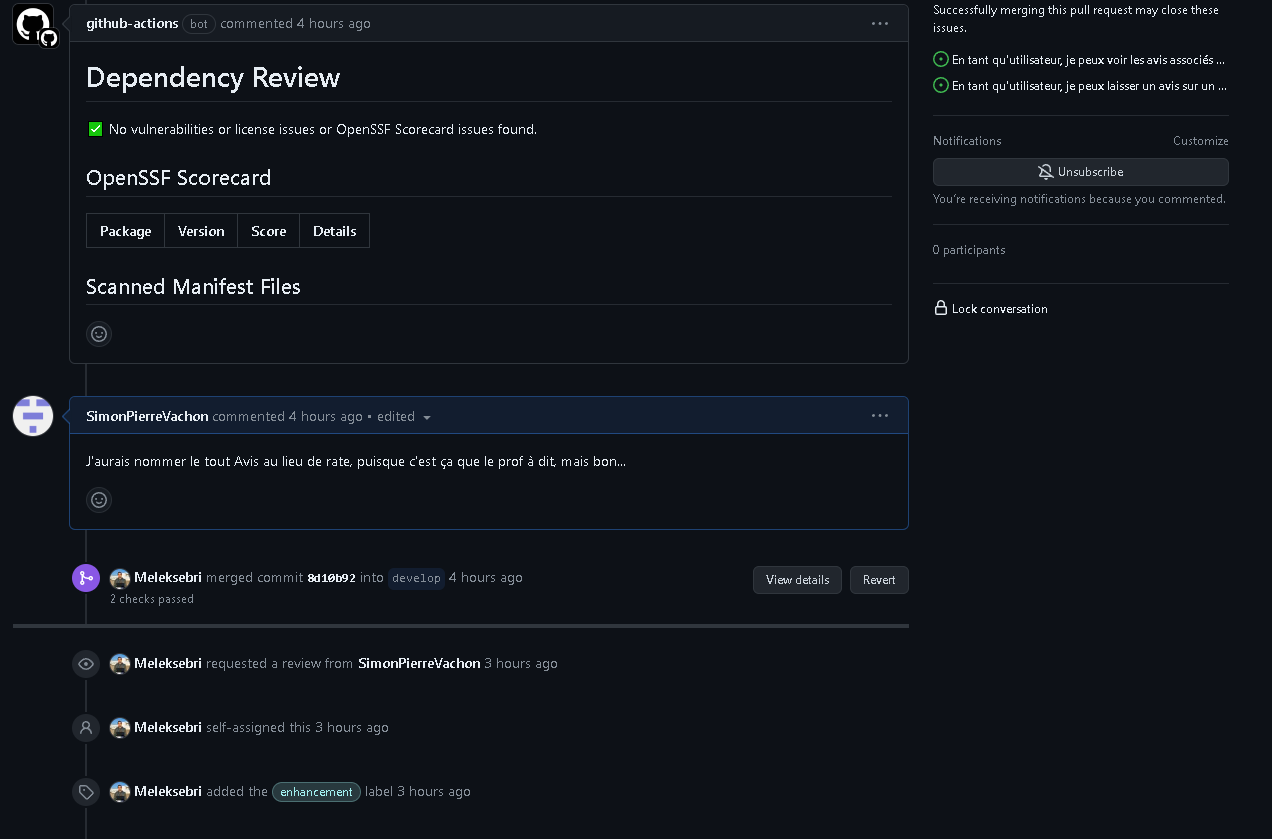 github-actions bot commented 4 hours ago
Dependency Review
No vulnerabilities or license issues or OpenSSF Scorecard issues found.
OpenSSF Scorecard
Package Version Score Details
Scanned Manifest Files
SimonPierreVachon commented 4 hours ago • edited
J'aurais nommer le tout Avis au lieu de rate, puisque c'est ça que le prof à dit, mais bon...
Meleksebri merged commit 8d10b92 into develop 4 hours ago
2 checks passed
View details
Revert
Meleksebri requested a review from SimonPierreVachon 3 hours ago
Meleksebri self-assigned this 3 hours ago
Meleksebri added the enhancement label 3 hours ago
Successfully merging this pull request may close these
issues.
En tant qu'utilisateur, je peux voir les avis associés ...
En tant qu'utilisateur, je peux laisser un avis sur un ...
Notifications
Customize
Unsubscribe
You're receiving notifications because you commented.
0 participants
Lock conversation